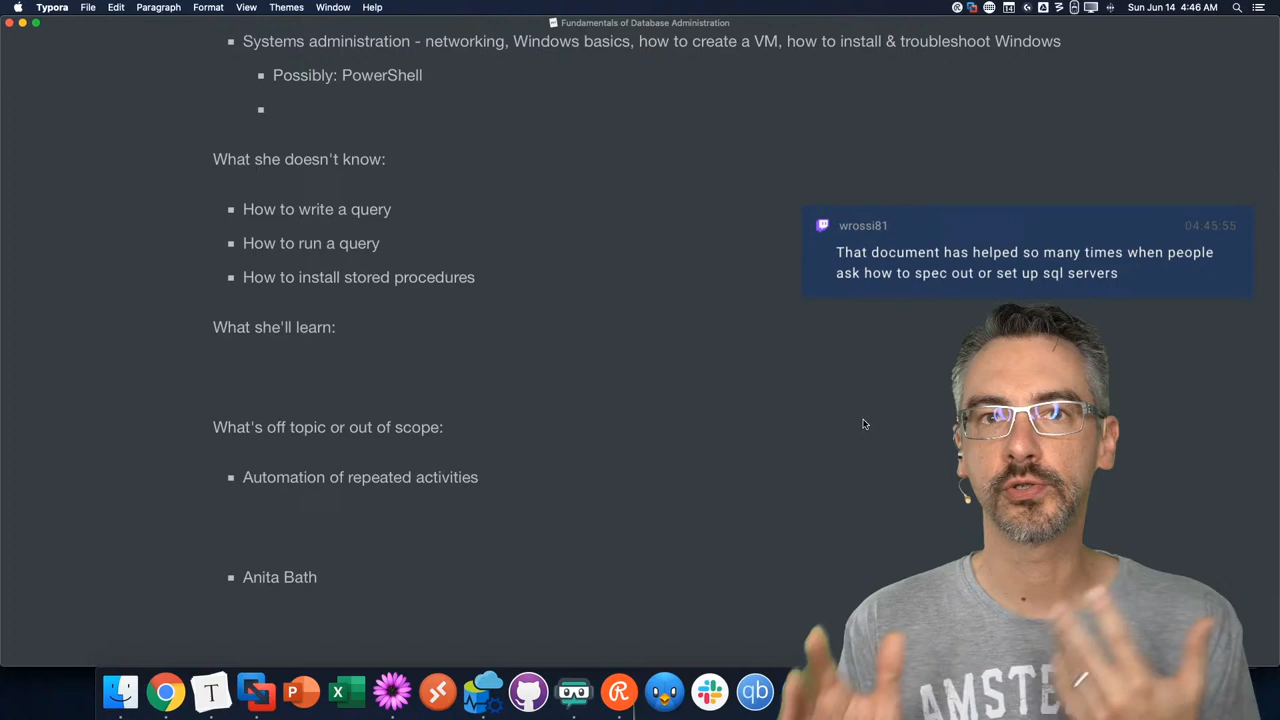 Typora File Edit Paragraph Format View Themes Window Help
Sun Jun 14 4:46 AM
Fundamentals of Database Administration
Systems administration - networking, Windows basics, how to create a VM, how to install & troubleshoot Windows
Possibly: PowerShell
What she doesn't know:
How to write a query
How to run a query
How to install stored procedures
wrossi81 04:45:55
That document has helped so many times when people
ask how to spec out or set up sql servers
What she'll learn:
What's off topic or out of scope:
Automation of repeated activities
Anita Bath
AMSTE
T
P
X
R
qb